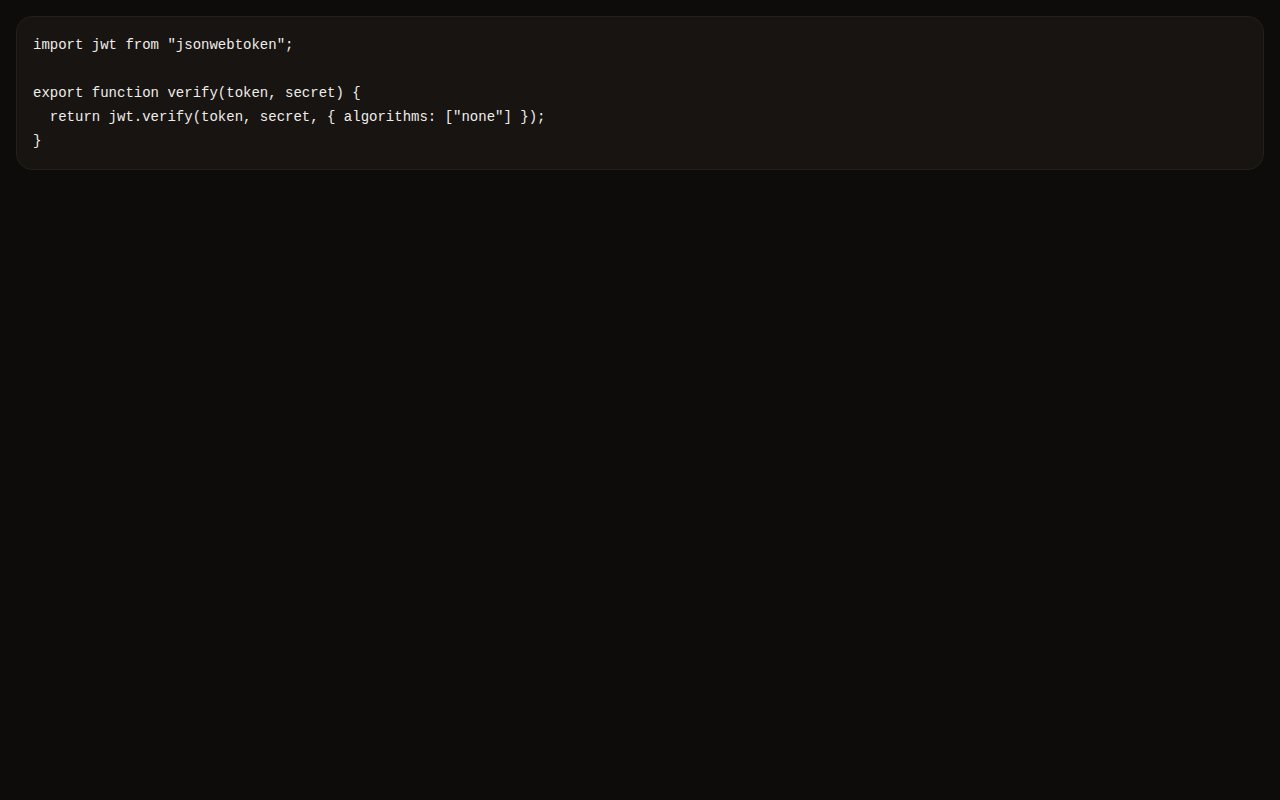 import jwt from "jsonwebtoken";

export function verify(token, secret) {
  return jwt.verify(token, secret, { algorithms: ["none"] });
}